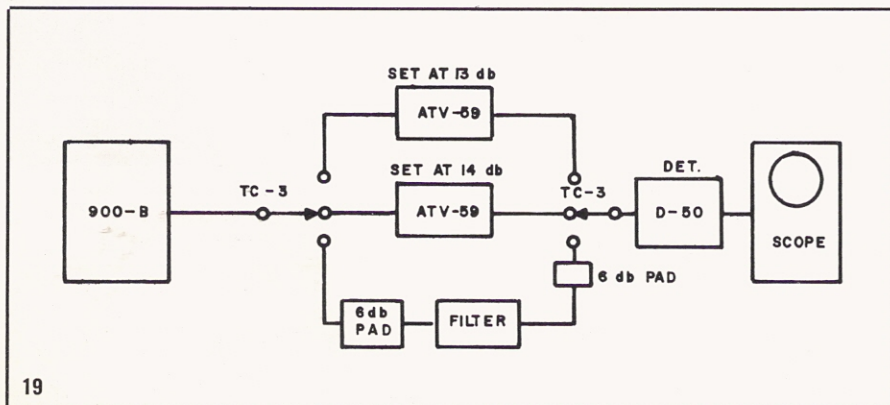 SET AT 13 db
ATV-59
SET AT 14 db
TC-3
TC-3
DET.
900-B
ATV-59
D-50
SCOPE
6 db PAD
6db
PAD
FILTER
19